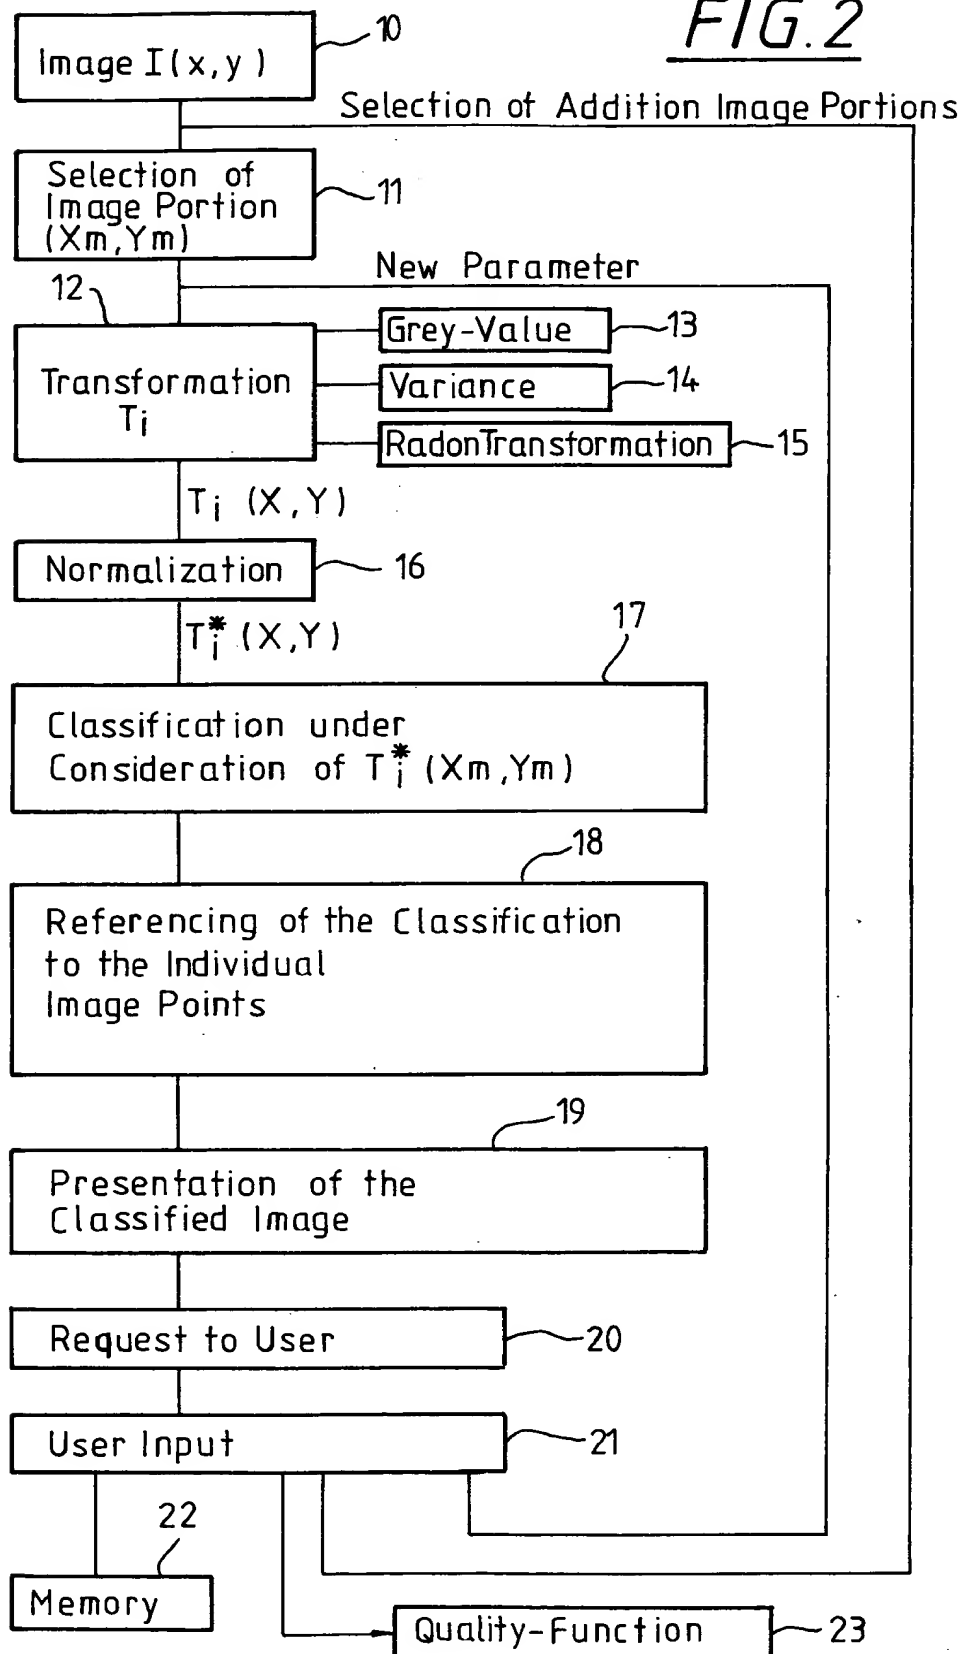 FIG.2
10
Image I(x,y)
Selection of Addition Image Portions
Selection of
Image Portion
(Xm,Ym)
11
New Parameter
12
Transformation
Ti
Grey-Value
13
Variance
14
RadonTransformation
15
Ti (X,Y)
Normalization
16
Ti* (X,Y)
17
Classification under
Consideration of Ti* (Xm,Ym)
18
Referencing of the Classification
to the Individual
Image Points
19
Presentation of the
Classified Image
Request to User
20
User Input
21
22
Memory
Quality-Function
23